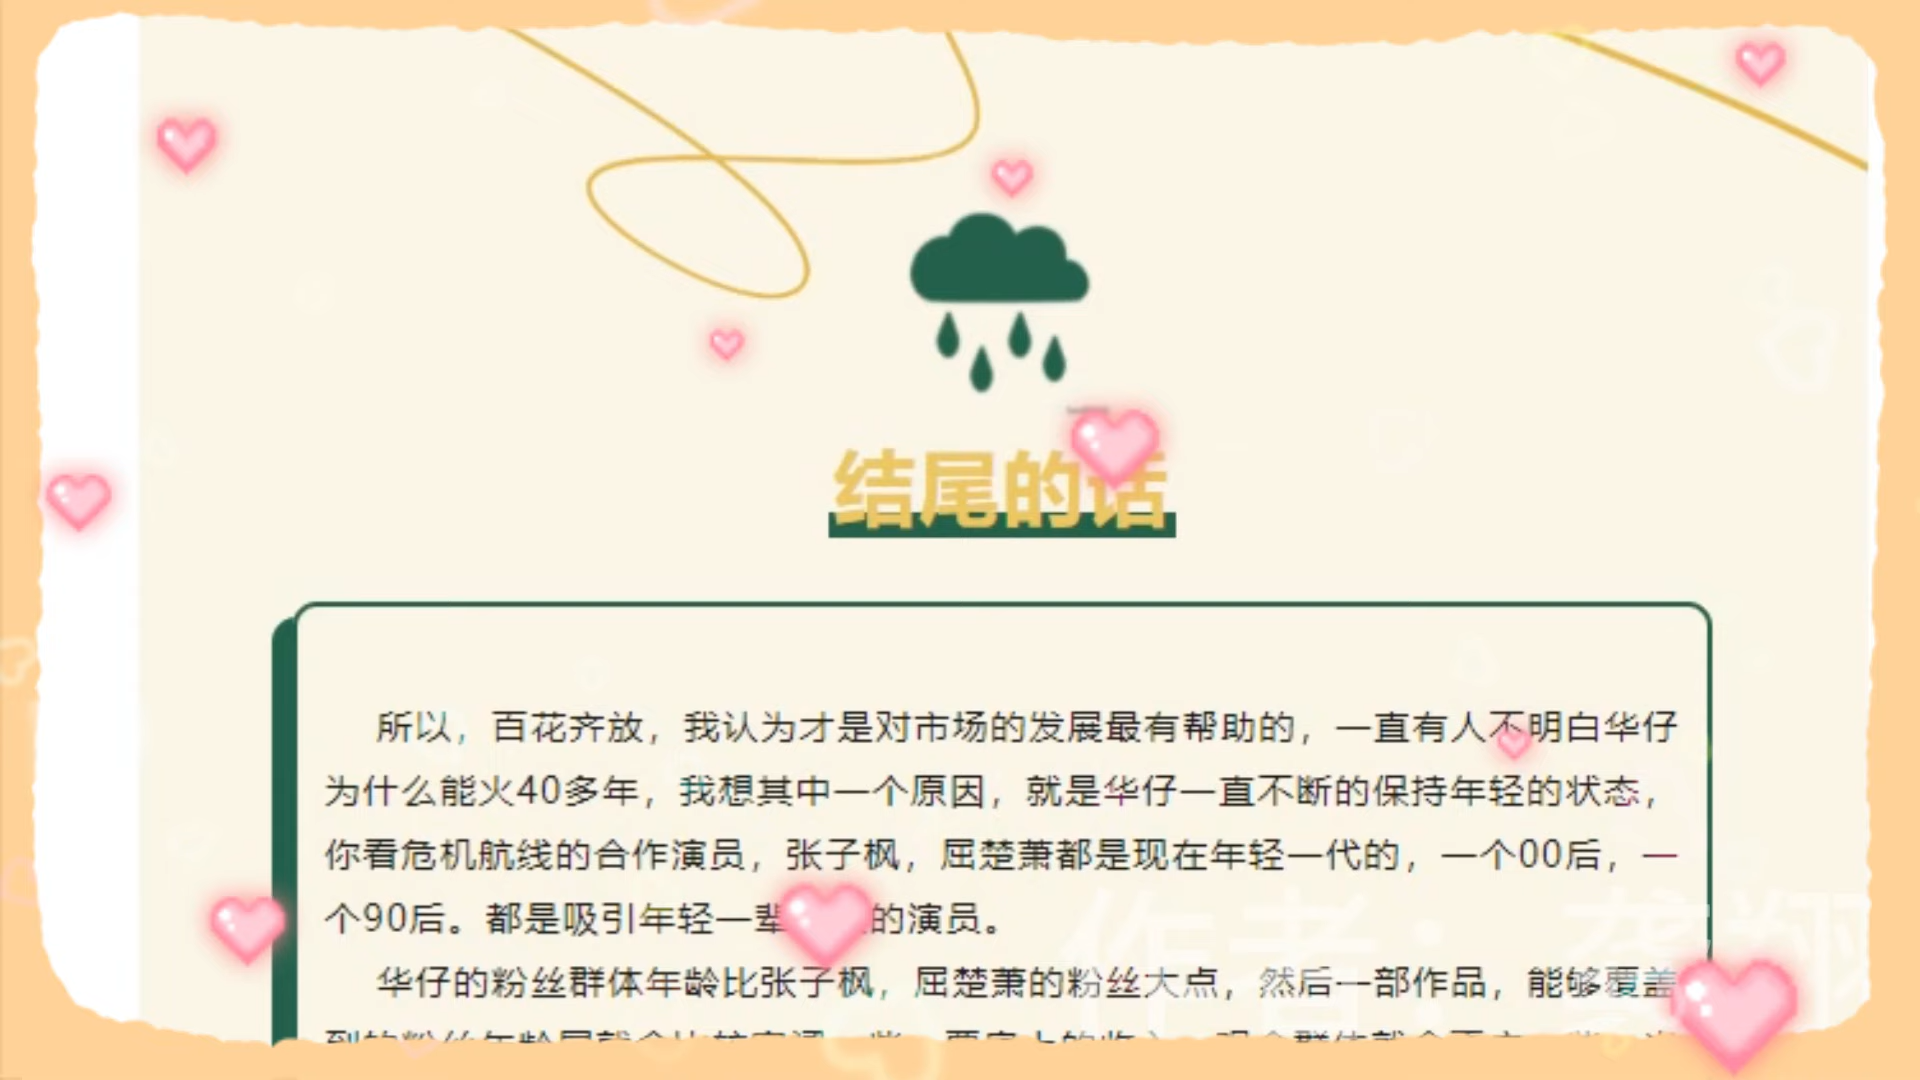 结尾的话
所以，百花齐放，我认为才是对市场的发展最有帮助的，一直有人不明白华仔
为什么能火40多年，我想其中一个原因，就是华仔一直不断的保持年轻的状态，
你看危机航线的合作演员，张子枫，屈楚萧都是现在年轻一代的，一个00后，一
个90后。都是吸引年轻一辈的演员。
华仔的粉丝群体年龄比张子枫，屈楚萧的粉丝大点，然后一部作品，能够覆盖
作者：龚翔